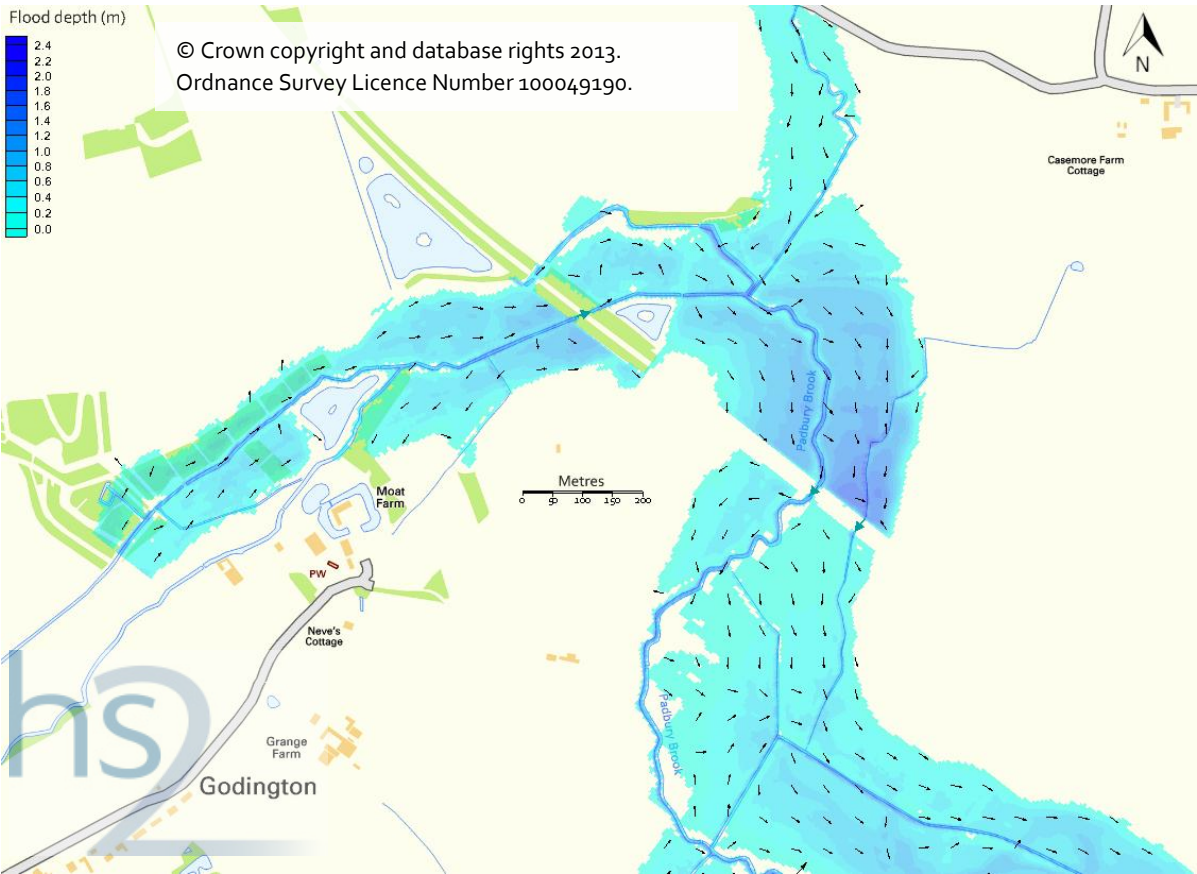 Flood depth (m)
2.4
2.2
2.0
1.8
1.6
1.4
1.2
1.0
0.8
0.6
0.4
0.2
0.0
© Crown copyright and database rights 2013.
Ordnance Survey Licence Number 100049190.
N
Casemore Farm
Cottage
Padbury Brook
Metres
0 50 100 150 200
Moat
Farm
PW
Neve's
Cottage
Padbury Brook
hs2
Grange
Farm
Godington